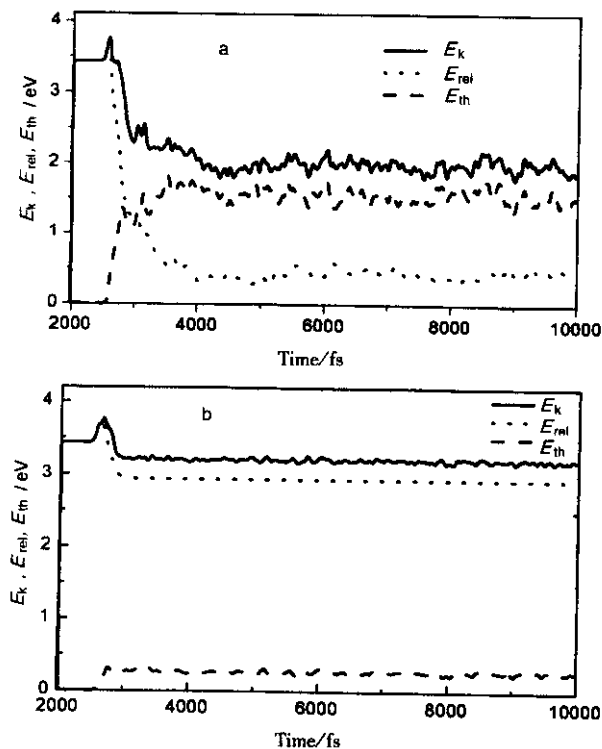 a
E_k
E_rel
E_th
E_k , E_rel, E_th / eV
4
3
2
1
0
2000 4000 6000 8000 10000
Time/fs
b
E_k
E_rel
E_th
E_k , E_rel, E_th / eV
4
3
2
1
0
2000 4000 6000 8000 10000
Time/fs